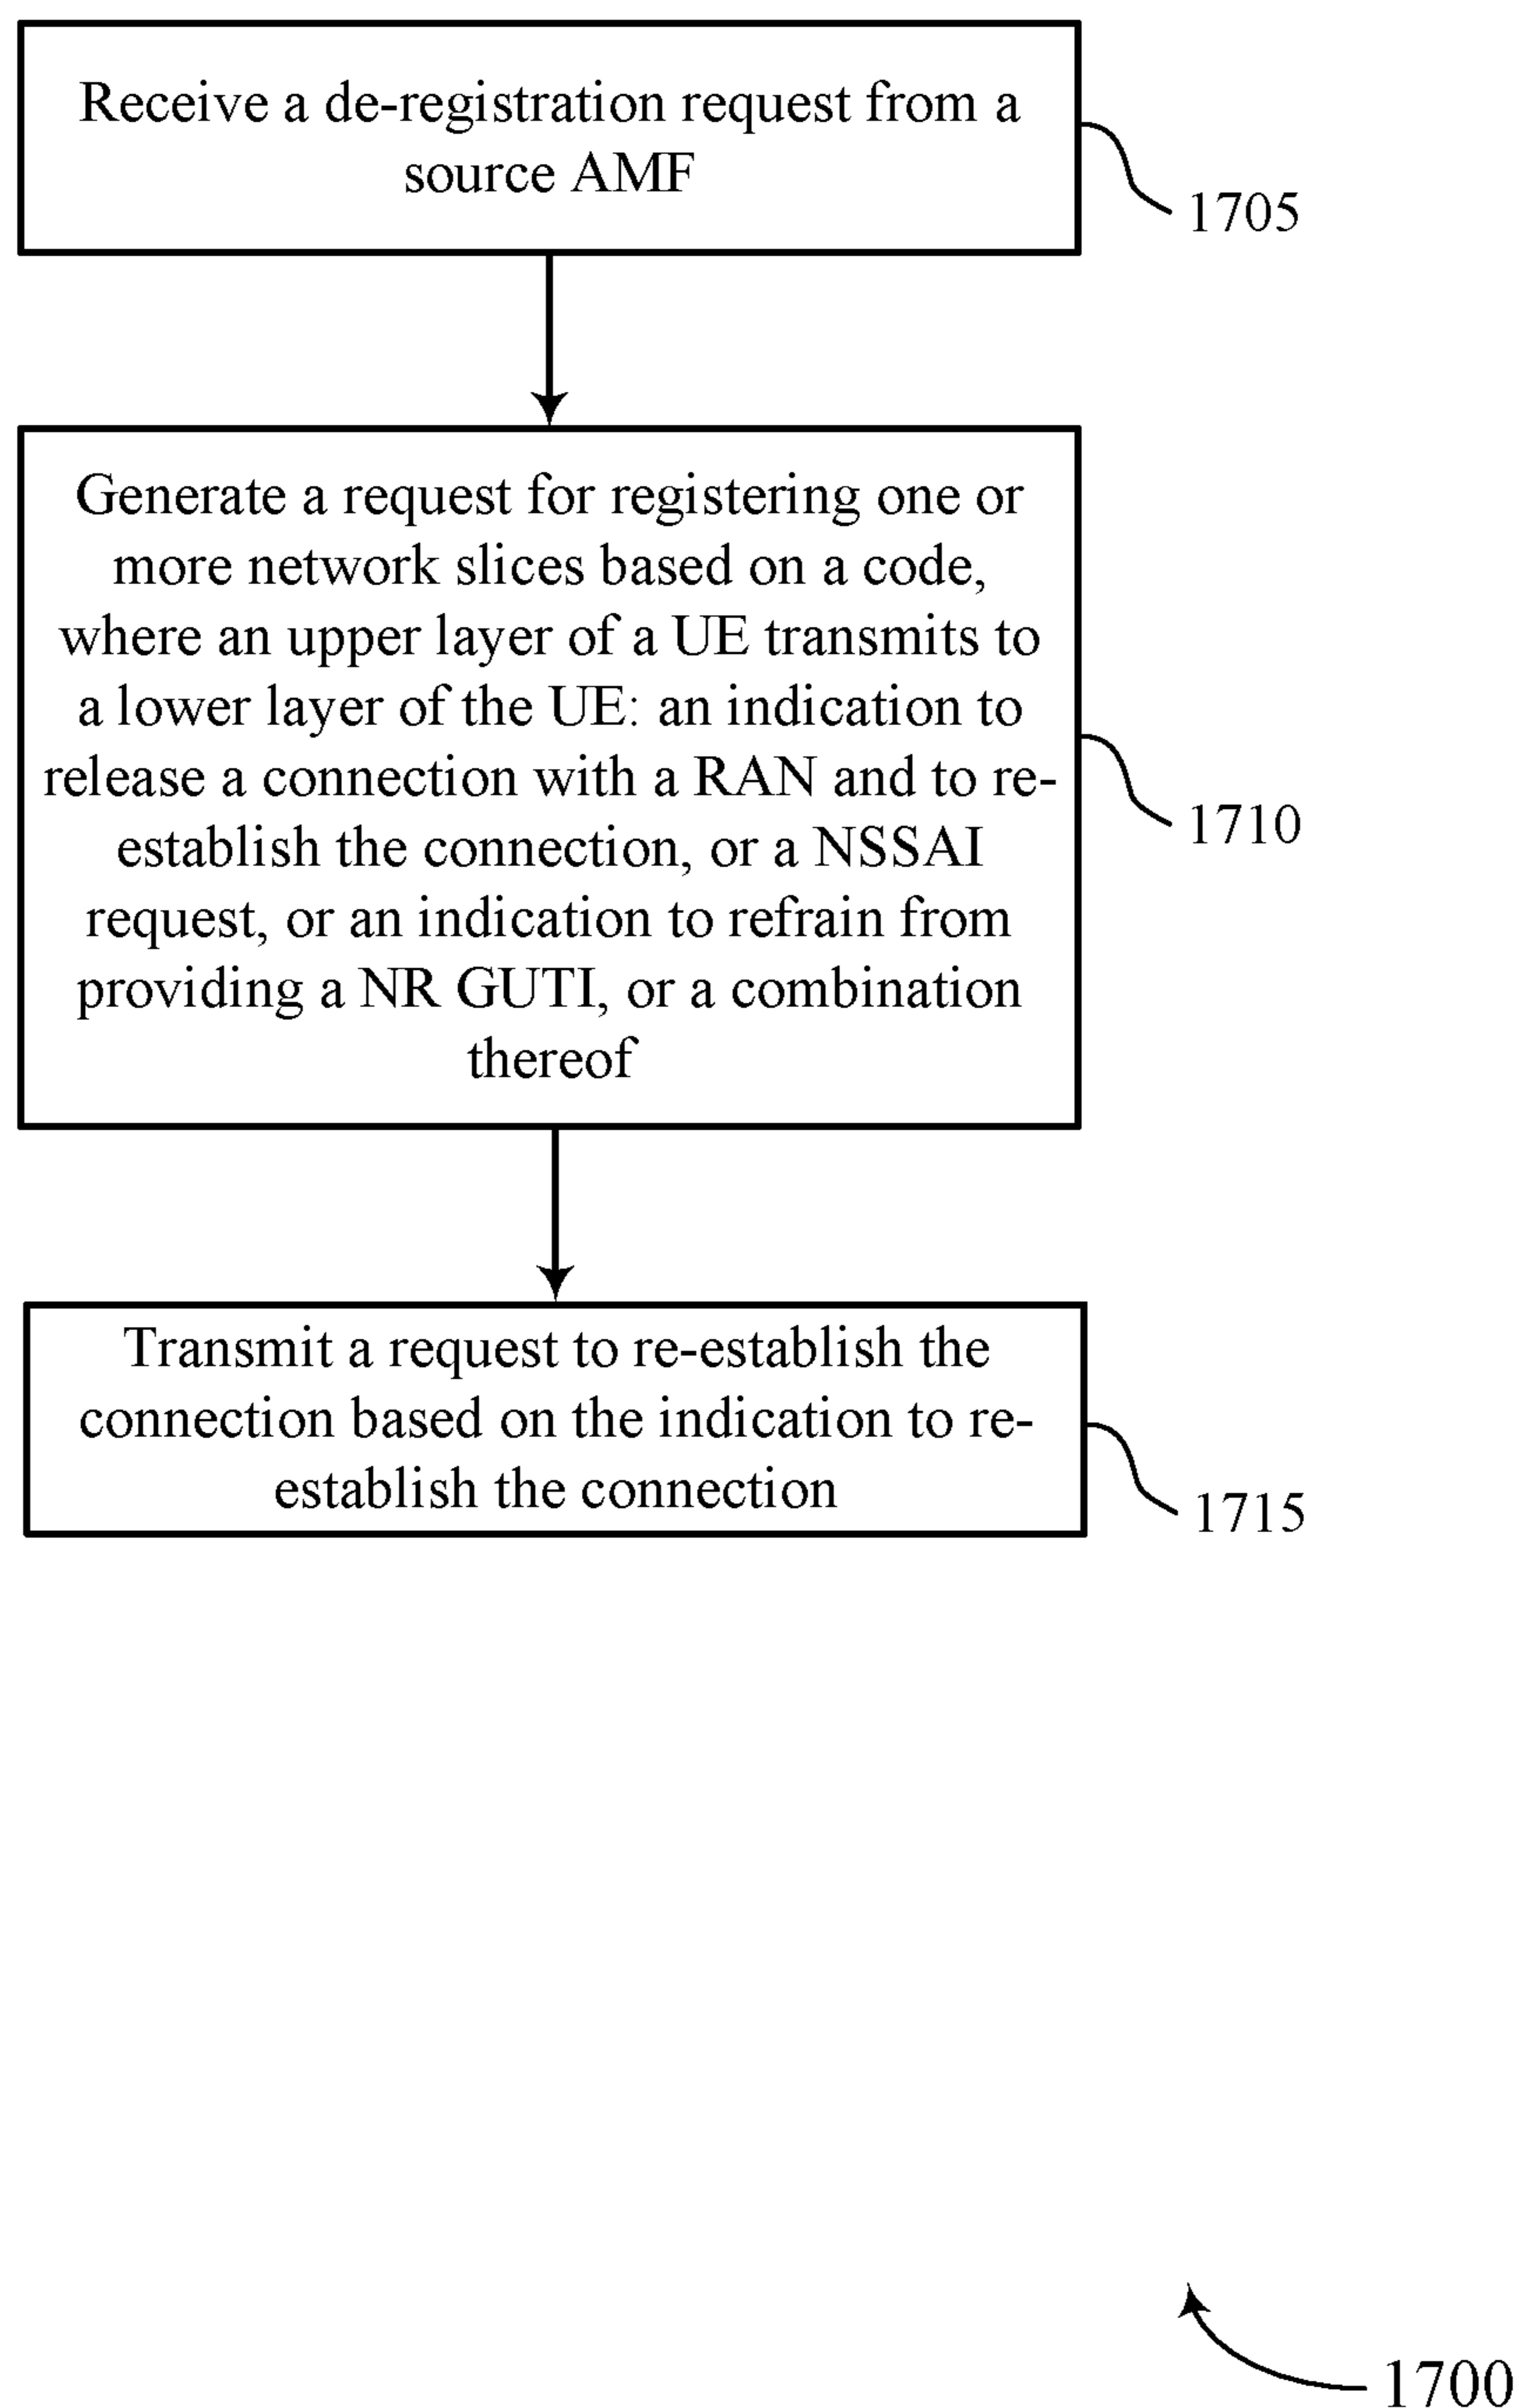 Receive a de-registration request from a
source AMF
1705
Generate a request for registering one or
more network slices based on a code,
where an upper layer of a UE transmits to
a lower layer of the UE: an indication to
release a connection with a RAN and to re-
establish the connection, or a NSSAI
request, or an indication to refrain from
providing a NR GUTI, or a combination
thereof
1710
Transmit a request to re-establish the
connection based on the indication to re-
establish the connection
1715
1700